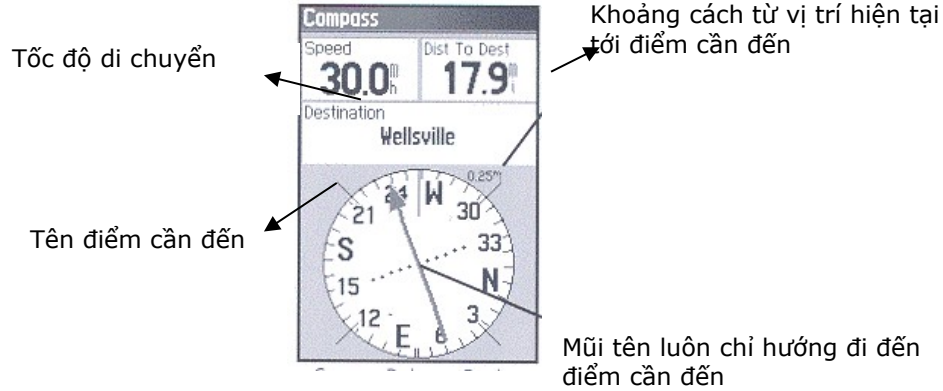 Compass
Khoảng cách từ vị trí hiện tại
tới điểm cần đến
Tốc độ di chuyển
Speed
30.0 m h
Dist To Dest
17.9 m i
Destination
Wellsville
0.25m
21 24 W 30
S 33
15 N
12 E 6 3
Tên điểm cần đến
Mũi tên luôn chỉ hướng đi đến
điểm cần đến